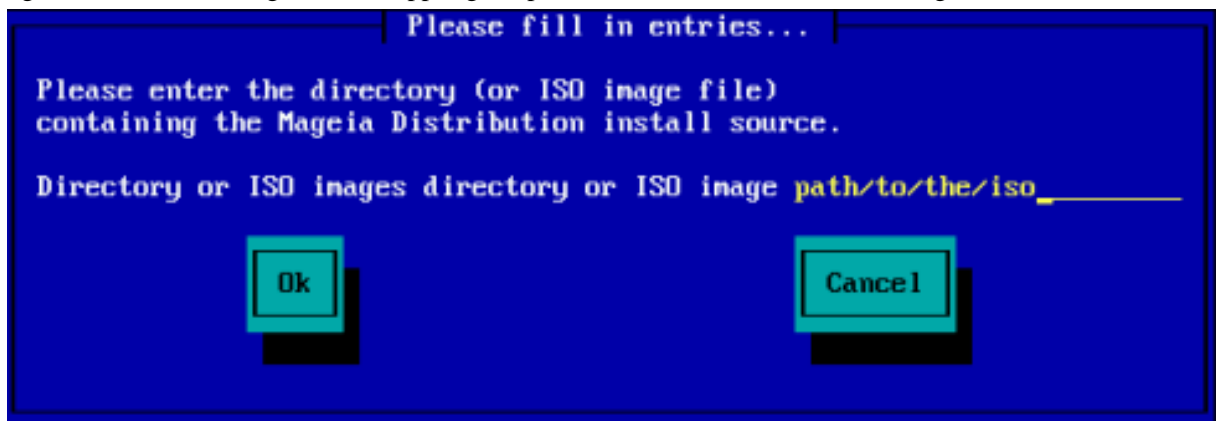 Please fill in entries...
Please enter the directory (or ISO image file)
containing the Mageia Distribution install source.
Directory or ISO images directory or ISO image path/to/the/iso
Ok
Cancel